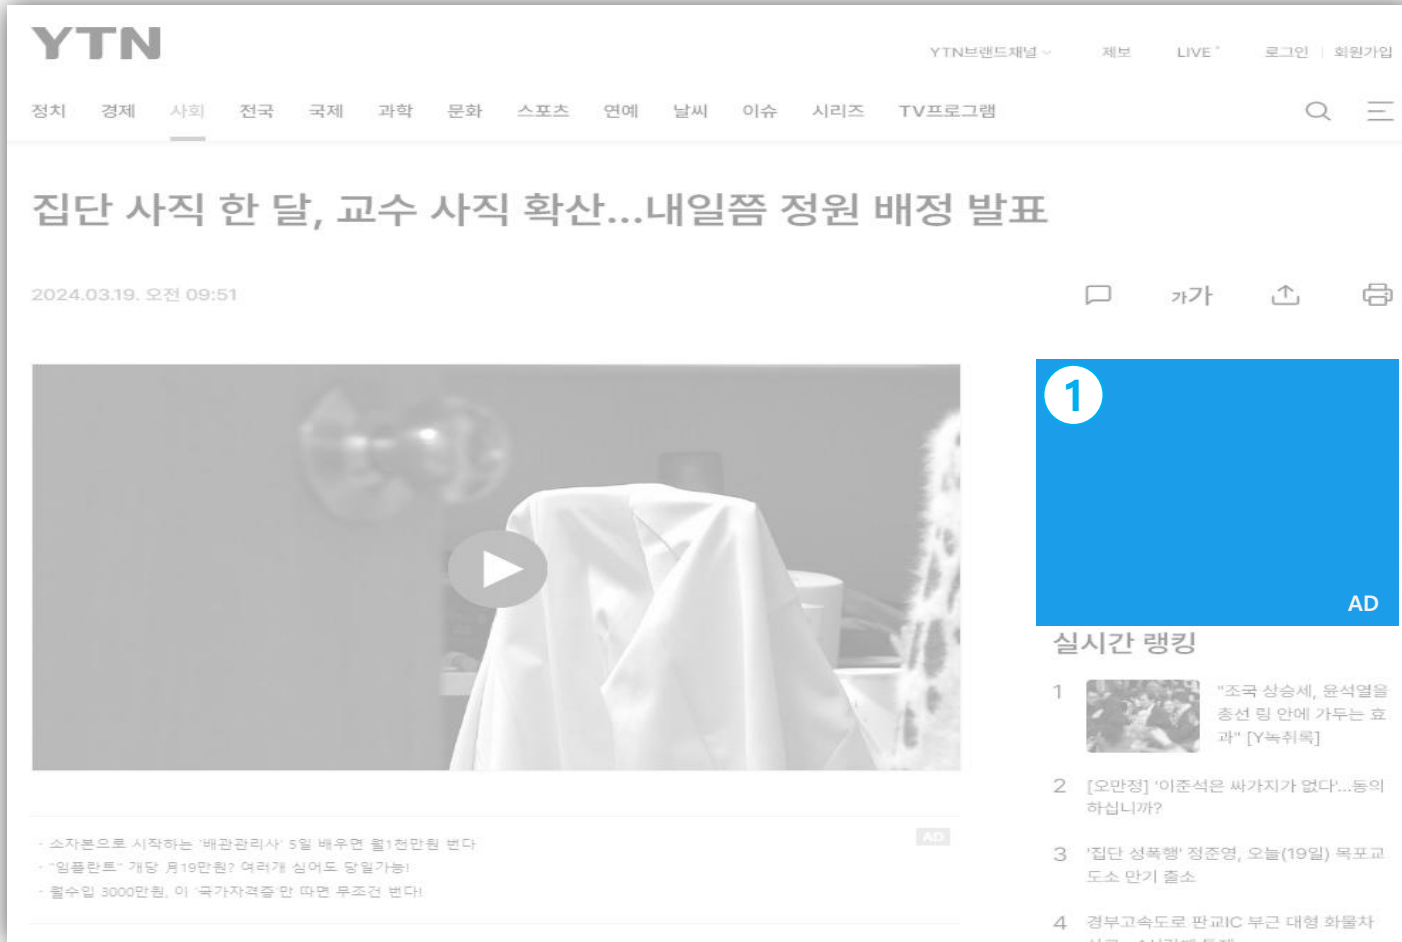 YTN
YTN브랜드채널 제보 LIVE 로그인 회원가입
정치 경제 사회 전국 국제 과학 문화 스포츠 연예 날씨 이슈 시리즈 TV프로그램
집단 사직 한 달, 교수 사직 확산...내일쯤 정원 배정 발표
2024.03.19. 오전 09:51
가가
1
AD
실시간 랭킹
1 "조국 상승세, 윤석열을
총선 링 안에 가두는 효
과" [Y녹취록]
2 [오만정] '이준석은 싸가지가 없다'...동의
하십니까?
3 '집단 성폭행' 정준영, 오늘(19일) 목포교
도소 만기 출소
4 경부고속도로 판교IC 부근 대형 화물차
AD
- 소자본으로 시작하는 '배관관리사' 5일 배우면 월1천만원 번다
- "임플란트" 개당 月19만원? 여러개 심어도 당일가능!
- 월수입 3000만원, 이 '국가자격증'만 따면 무조건 번다!